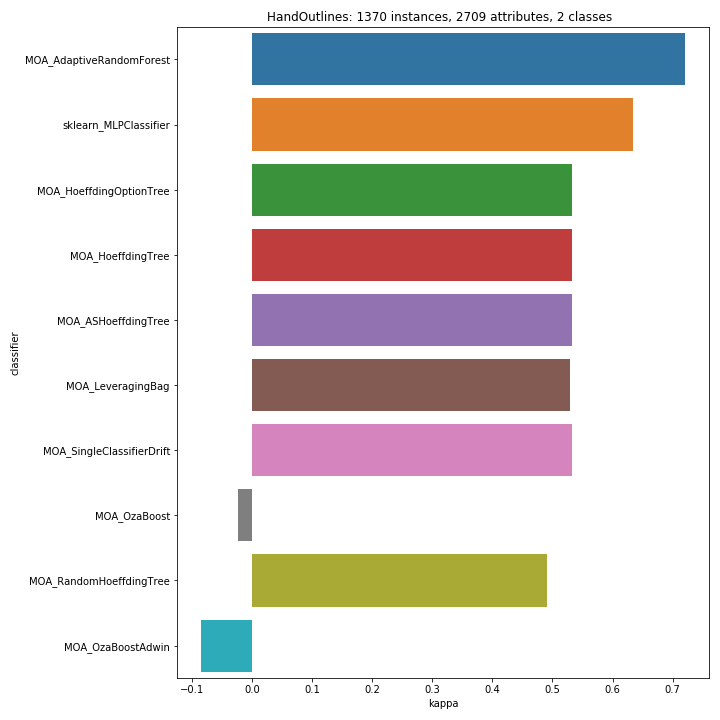 HandOutlines: 1370 instances, 2709 attributes, 2 classes
classifier
MOA_AdaptiveRandomForest
sklearn_MLPClassifier
MOA_HoeffdingOptionTree
MOA_HoeffdingTree
MOA_ASHoeffdingTree
MOA_LeveragingBag
MOA_SingleClassifierDrift
MOA_OzaBoost
MOA_RandomHoeffdingTree
MOA_OzaBoostAdwin
−0.1 0.0 0.1 0.2 0.3 0.4 0.5 0.6 0.7
kappa